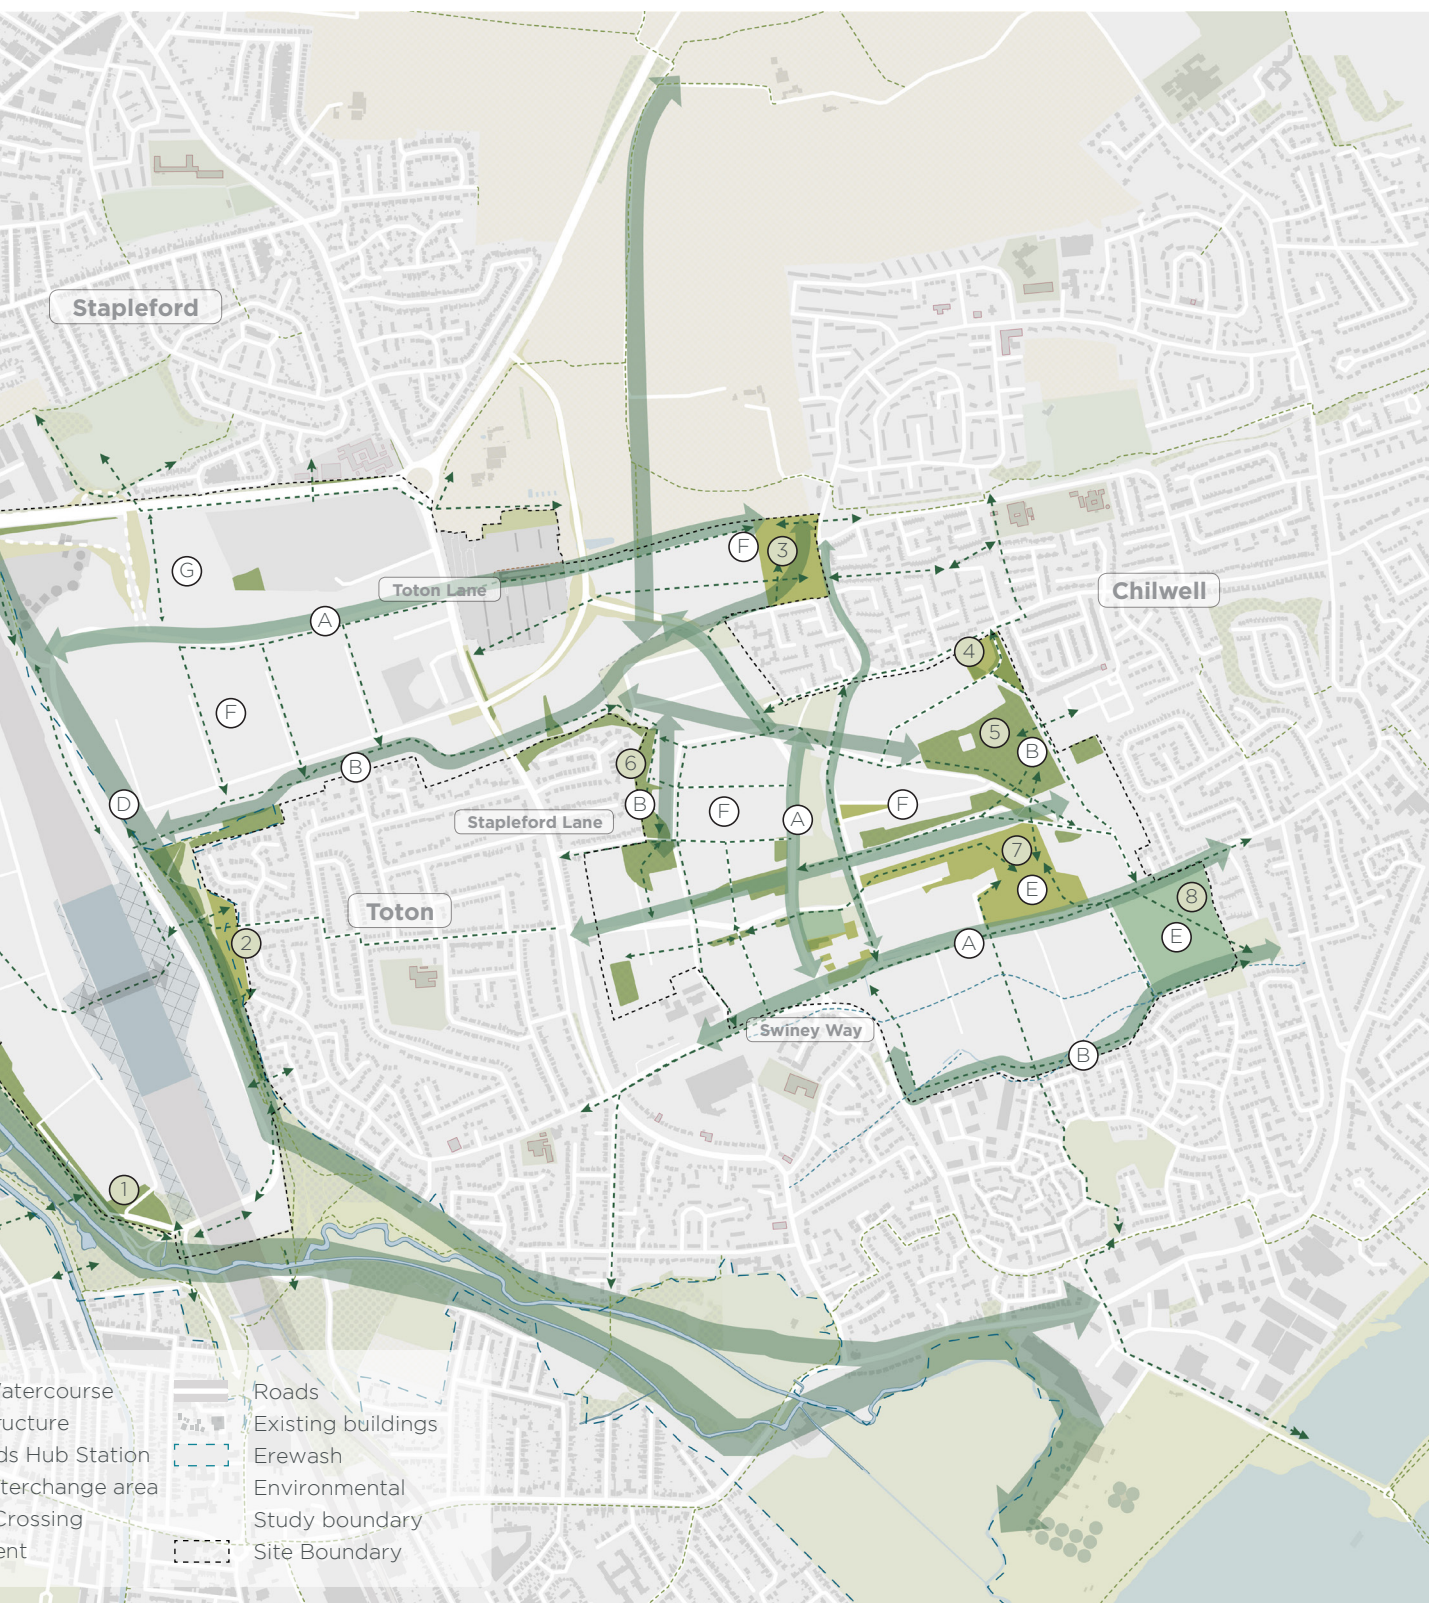 Stapleford
G
Toton Lane
A
F
3
Chilwell
4
F
5
B
6
B
D
B
Stapleford Lane
F
A
F
7
E
8
E
Toton
2
A
Swiney Way
B
1
Roads
Existing buildings
ds Hub Station
Erewash
terchange area
Environmental
Crossing
Study boundary
ent
Site Boundary
atercourse
ructure